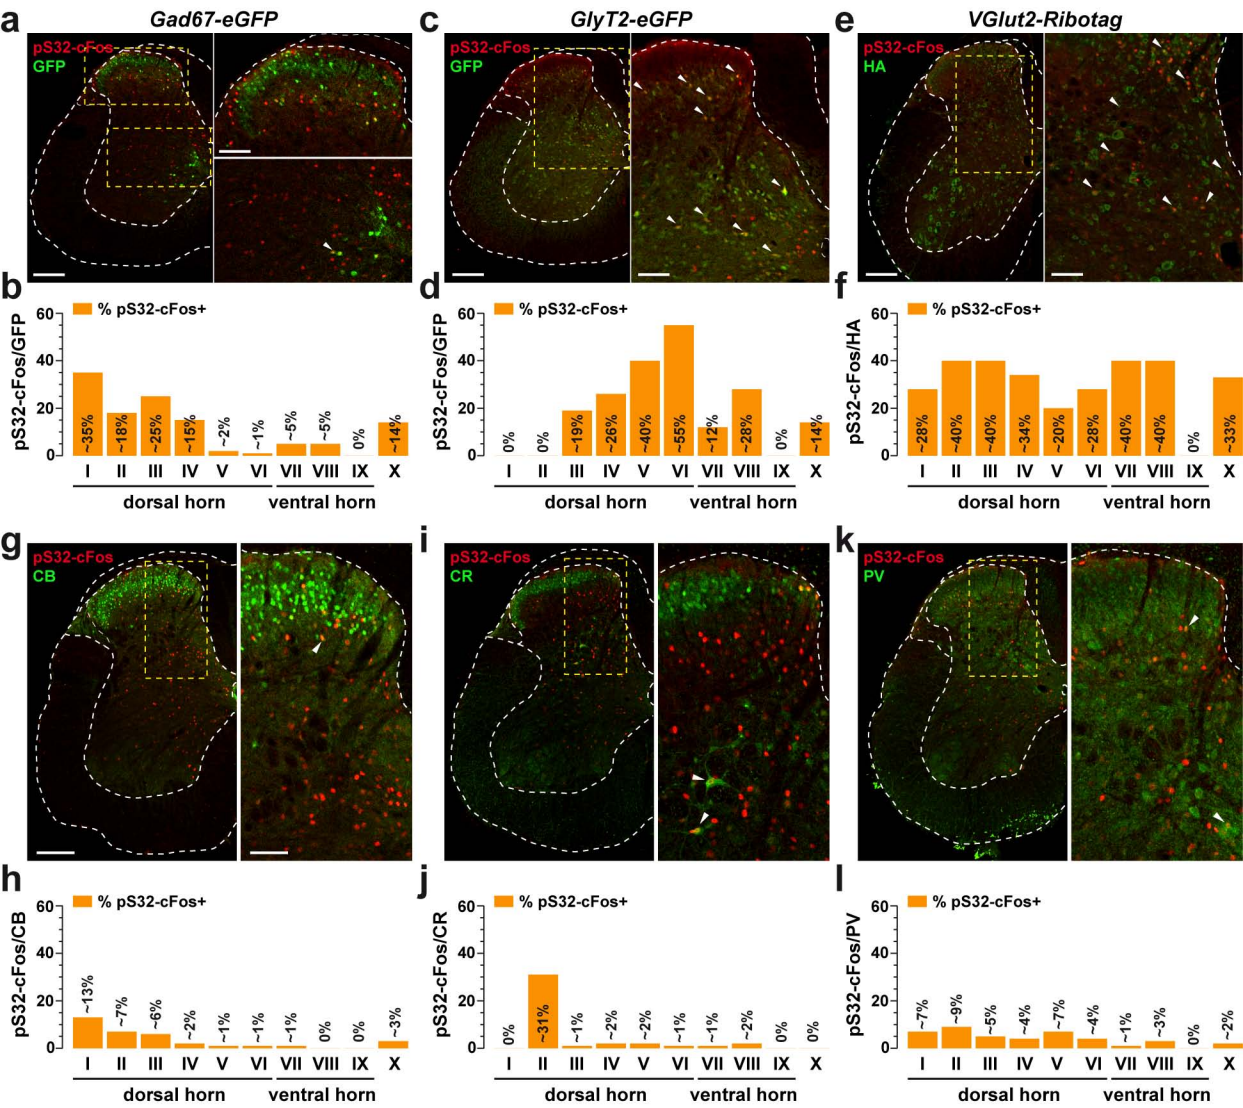 a
Gad67-eGFP
c
GlyT2-eGFP
e
VGlut2-Ribotag
pS32-cFos
GFP
pS32-cFos
GFP
pS32-cFos
HA
b
% pS32-cFos+
pS32-cFos/GFP
60
40
20
0
~35%
~18%
~25%
~15%
~2%
~1%
~5%
~5%
0%
~14%
I II III IV V VI VII VIII IX X
dorsal horn ventral horn
d
% pS32-cFos+
pS32-cFos/GFP
60
40
20
0
0%
0%
~19%
~26%
~40%
~55%
~12%
~28%
0%
~14%
I II III IV V VI VII VIII IX X
dorsal horn ventral horn
f
% pS32-cFos+
pS32-cFos/HA
60
40
20
0
~28%
~40%
~40%
~34%
~20%
~28%
~40%
~40%
0%
~33%
I II III IV V VI VII VIII IX X
dorsal horn ventral horn
g
pS32-cFos
CB
i
pS32-cFos
CR
k
pS32-cFos
PV
h
% pS32-cFos+
pS32-cFos/CB
60
40
20
0
~13%
~7%
~6%
~2%
~1%
~1%
~1%
0%
0%
~3%
I II III IV V VI VII VIII IX X
dorsal horn ventral horn
j
% pS32-cFos+
pS32-cFos/CR
60
40
20
0
0%
~31%
~1%
~2%
~2%
~1%
~1%
~2%
0%
0%
I II III IV V VI VII VIII IX X
dorsal horn ventral horn
l
% pS32-cFos+
pS32-cFos/PV
60
40
20
0
~7%
~9%
~5%
~4%
~7%
~4%
~1%
~3%
0%
~2%
I II III IV V VI VII VIII IX X
dorsal horn ventral horn